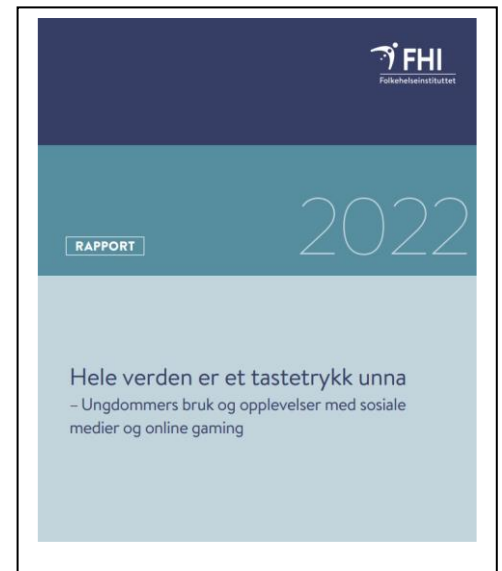 FHI
Folkehelseinstituttet
2022
RAPPORT
Hele verden er et tastetrykk unna
– Ungdommers bruk og opplevelser med sosiale
medier og online gaming